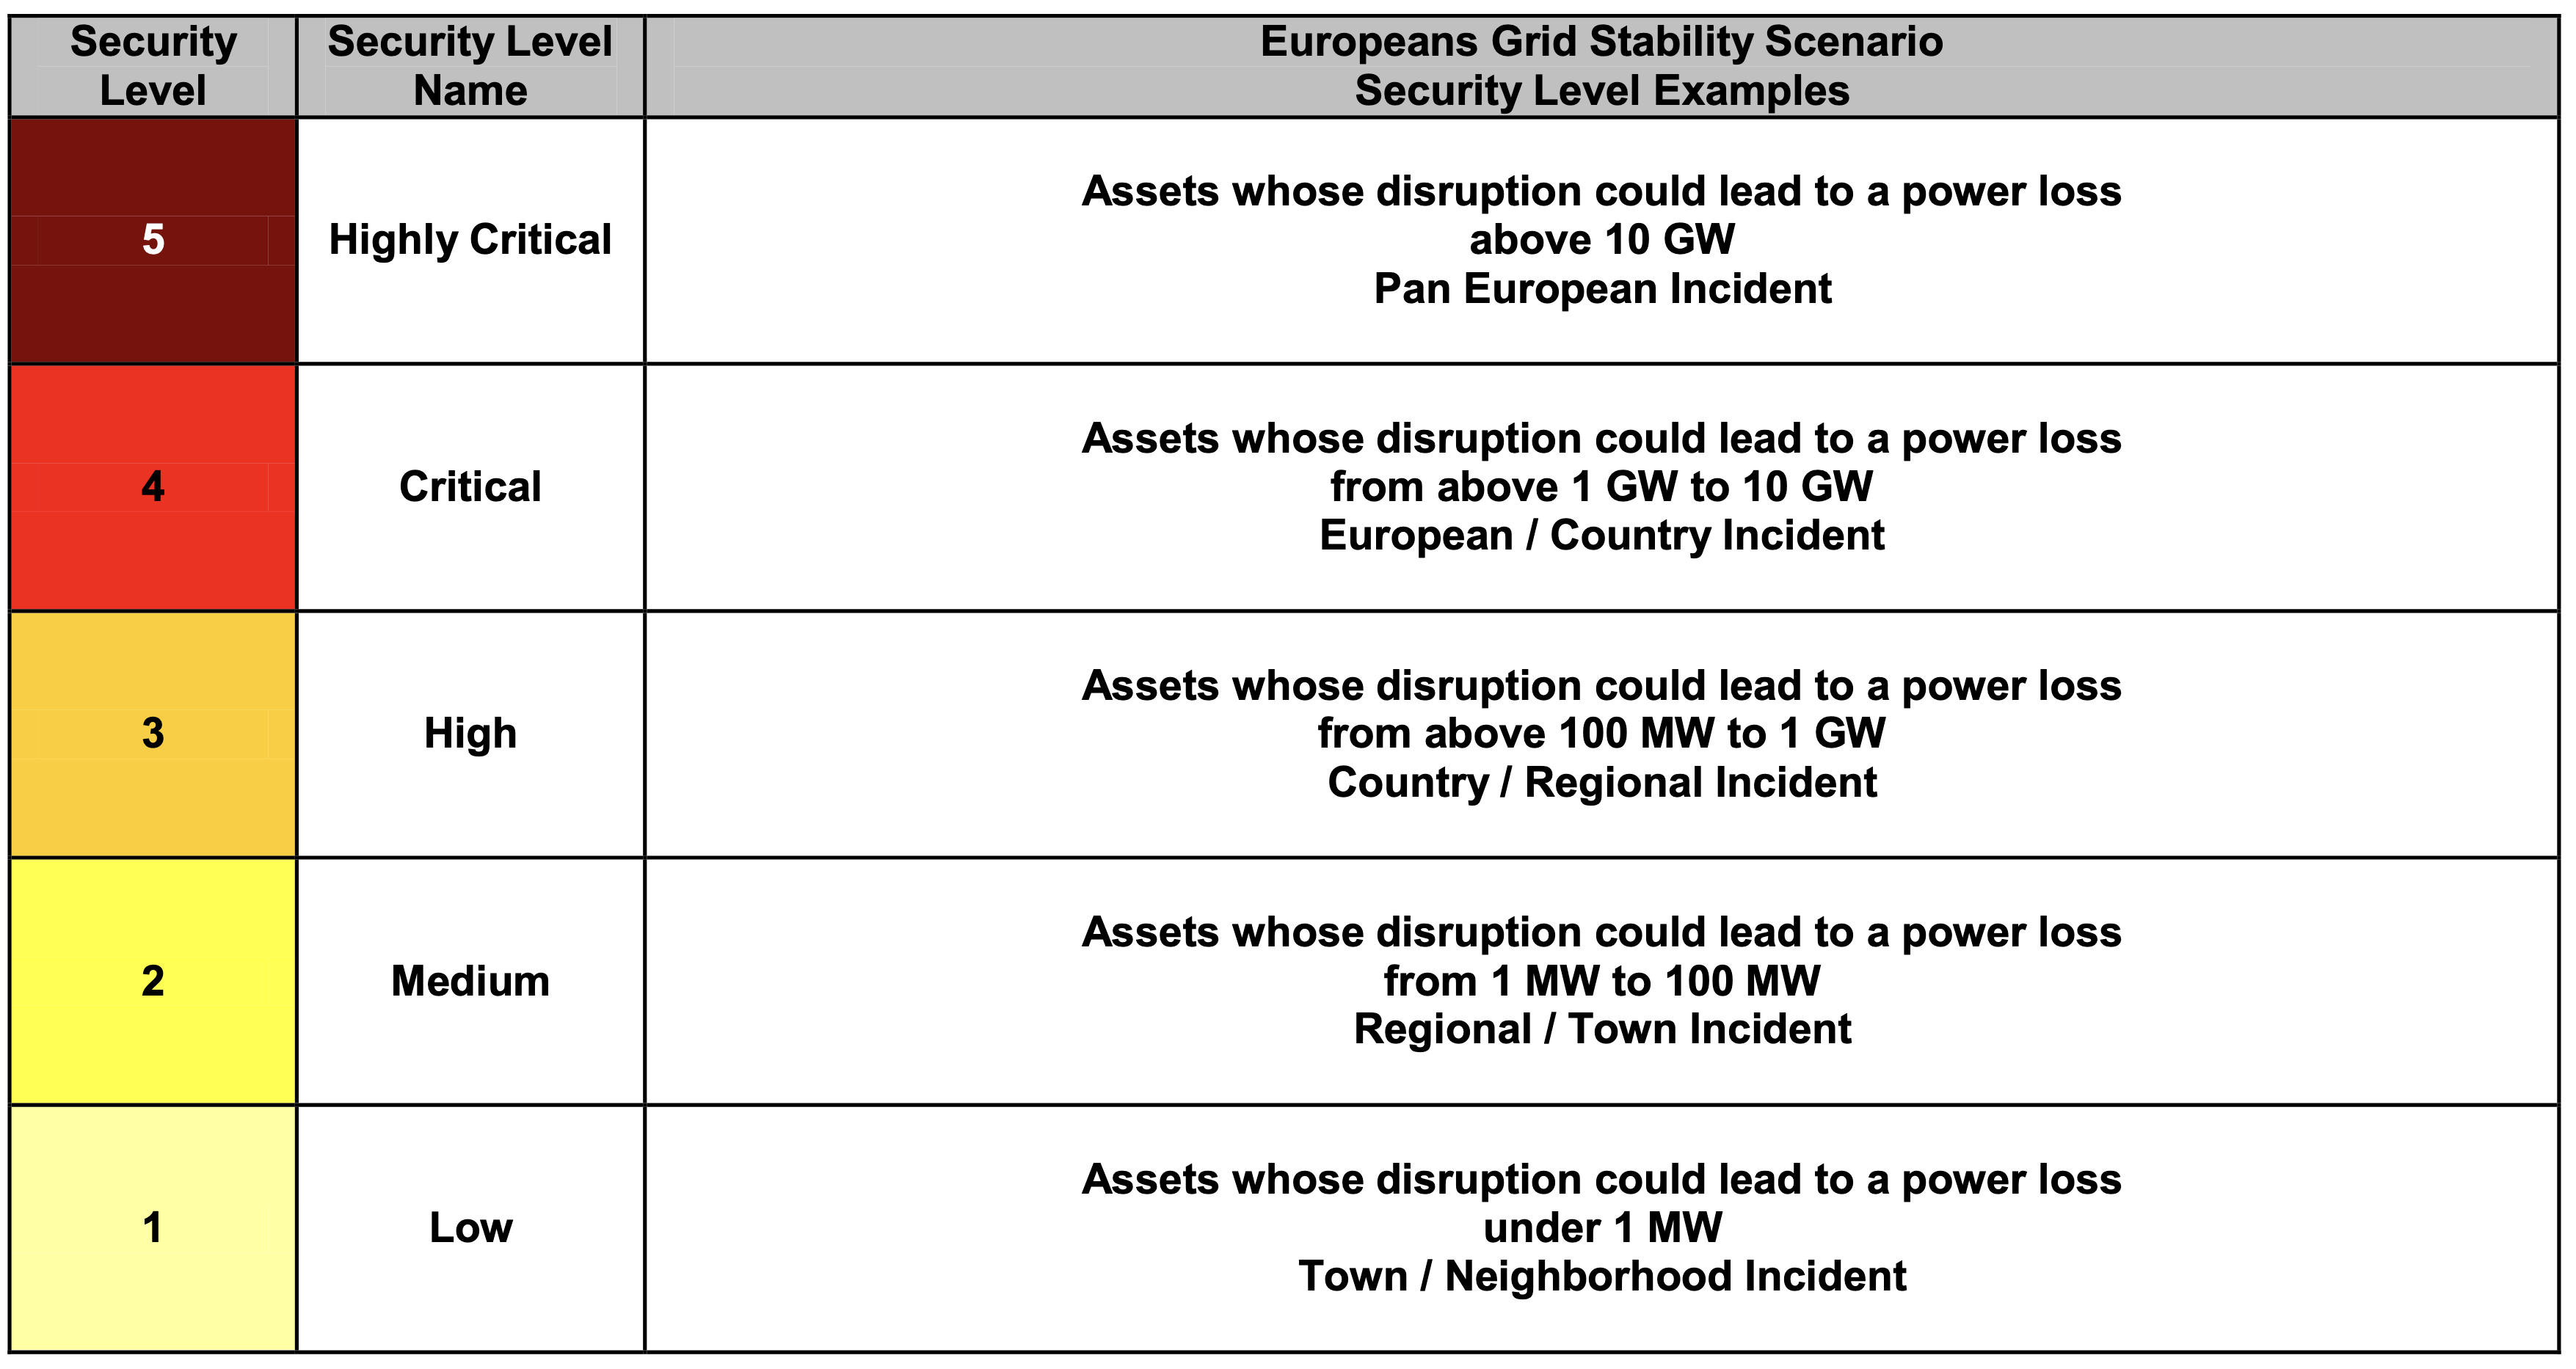 Security
Level
Security Level
Name
Europeans Grid Stability Scenario
Security Level Examples
5
Highly Critical
Assets whose disruption could lead to a power loss
above 10 GW
Pan European Incident
4
Critical
Assets whose disruption could lead to a power loss
from above 1 GW to 10 GW
European / Country Incident
3
High
Assets whose disruption could lead to a power loss
from above 100 MW to 1 GW
Country / Regional Incident
2
Medium
Assets whose disruption could lead to a power loss
from 1 MW to 100 MW
Regional / Town Incident
1
Low
Assets whose disruption could lead to a power loss
under 1 MW
Town / Neighborhood Incident